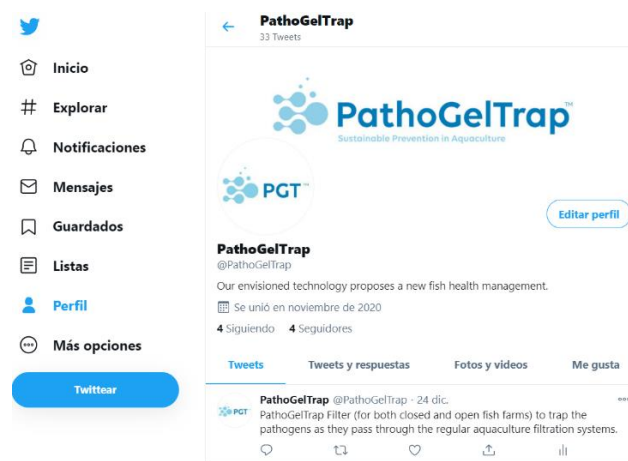 PathoGelTrap
33 Tweets
Inicio
Explorar
Notificaciones
Mensajes
Guardados
Listas
Perfil
Más opciones
Twittear
PathoGelTrap™
Sustainable Prevention in Aquaculture
PGT™
Editar perfil
PathoGelTrap
@PathoGelTrap
Our envisioned technology proposes a new fish health management.
Se unió en noviembre de 2020
4 Siguiendo 4 Seguidores
Tweets Tweets y respuestas Fotos y videos Me gusta
PGT
PathoGelTrap @PathoGelTrap · 24 dic.
PathoGelTrap Filter (for both closed and open fish farms) to trap the
pathogens as they pass through the regular aquaculture filtration systems.